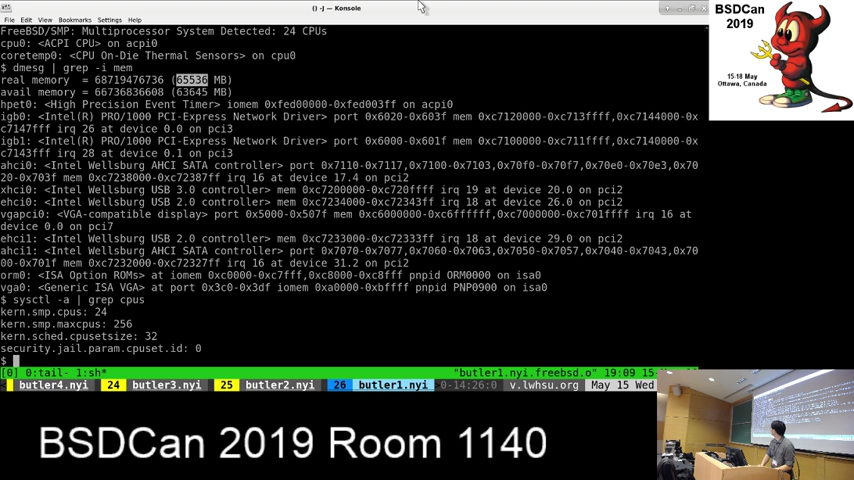 () -J — Konsole
File Edit View Bookmarks Settings Help
FreeBSD/SMP: Multiprocessor System Detected: 24 CPUs
cpu0: <ACPI CPU> on acpi0
coretemp0: <CPU On-Die Thermal Sensors> on cpu0
$ dmesg | grep -i mem
real memory  = 68719476736 (65536 MB)
avail memory = 66736836608 (63645 MB)
hpet0: <High Precision Event Timer> iomem 0xfed00000-0xfed003ff on acpi0
igb0: <Intel(R) PRO/1000 PCI-Express Network Driver> port 0x6020-0x603f mem 0xc7120000-0xc713ffff,0xc7144000-0x
c7147fff irq 26 at device 0.0 on pci3
igb1: <Intel(R) PRO/1000 PCI-Express Network Driver> port 0x6000-0x601f mem 0xc7100000-0xc711ffff,0xc7140000-0x
c7143fff irq 28 at device 0.1 on pci3
ahci0: <Intel Wellsburg AHCI SATA controller> port 0x7110-0x7117,0x7100-0x7103,0x70f0-0x70f7,0x70e0-0x70e3,0x70
20-0x703f mem 0xc7238000-0xc72387ff irq 16 at device 17.4 on pci2
xhci0: <Intel Wellsburg USB 3.0 controller> mem 0xc7200000-0xc720ffff irq 19 at device 20.0 on pci2
ehci0: <Intel Wellsburg USB 2.0 controller> mem 0xc7234000-0xc72343ff irq 18 at device 26.0 on pci2
vgapci0: <VGA-compatible display> port 0x5000-0x507f mem 0xc6000000-0xc6ffffff,0xc7000000-0xc701ffff irq 16 at
device 0.0 on pci7
ehci1: <Intel Wellsburg USB 2.0 controller> mem 0xc7233000-0xc72333ff irq 18 at device 29.0 on pci2
ahci1: <Intel Wellsburg AHCI SATA controller> port 0x7070-0x7077,0x7060-0x7063,0x7050-0x7057,0x7040-0x7043,0x70
00-0x701f mem 0xc7232000-0xc72327ff irq 16 at device 31.2 on pci2
orm0: <ISA Option ROMs> at iomem 0xc0000-0xc7fff,0xc8000-0xc8fff pnpid ORM0000 on isa0
vga0: <Generic ISA VGA> at port 0x3c0-0x3df iomem 0xa0000-0xbffff pnpid PNP0900 on isa0
$ sysctl -a | grep cpus
kern.smp.cpus: 24
kern.smp.maxcpus: 256
kern.sched.cpusetsize: 32
security.jail.param.cpuset.id: 0
$
[0] 0:tail- 1:sh* "butler1.nyi.freebsd.o" 19:09 15-
butler4.nyi 24 butler3.nyi 25 butler2.nyi 26 butler1.nyi 0-14:26:0 v.lwhsu.org May 15 Wed
BSDCan
2019
15-18 May
Ottawa, Canada
BSDCan 2019 Room 1140